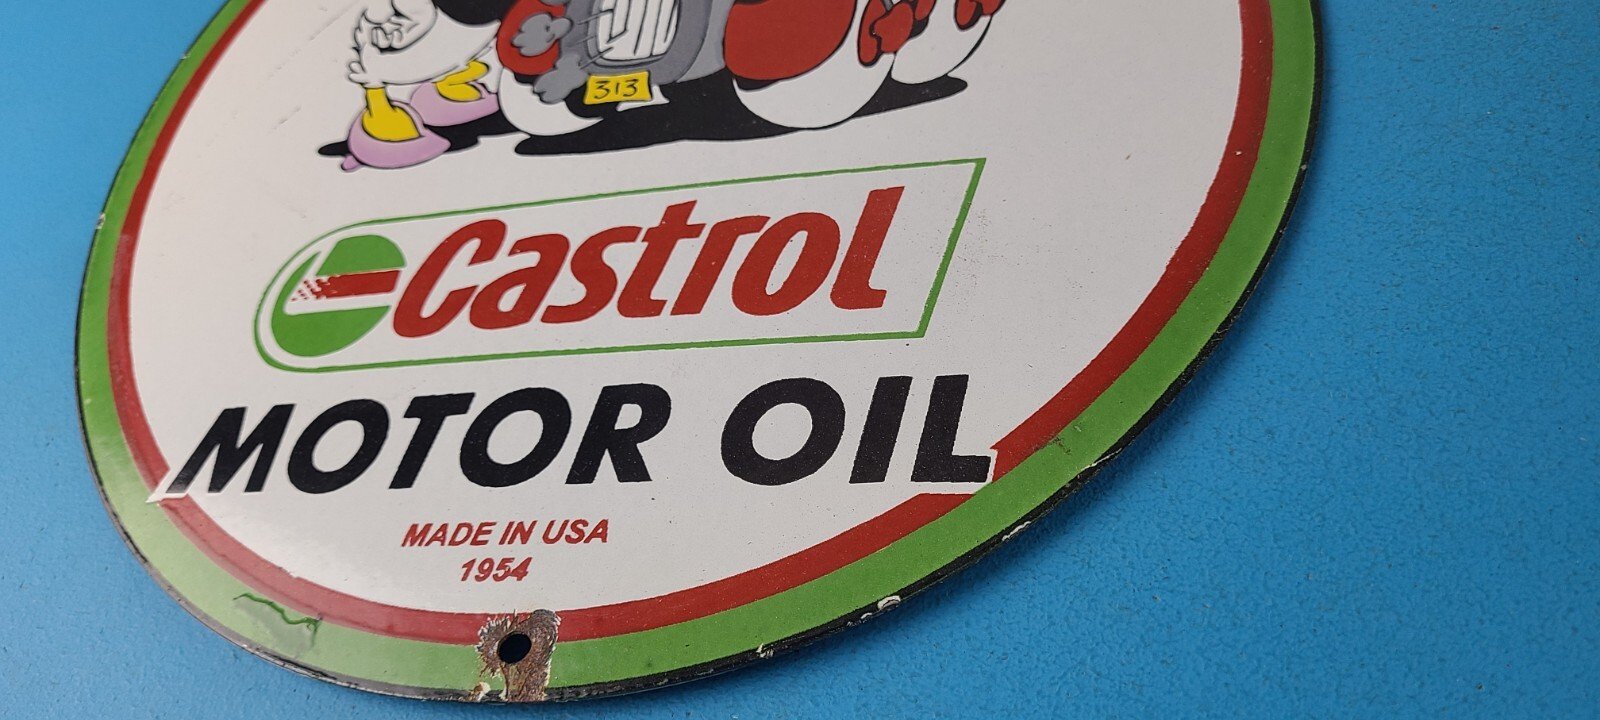 313
Castrol
MOTOR OIL
MADE IN USA
1954